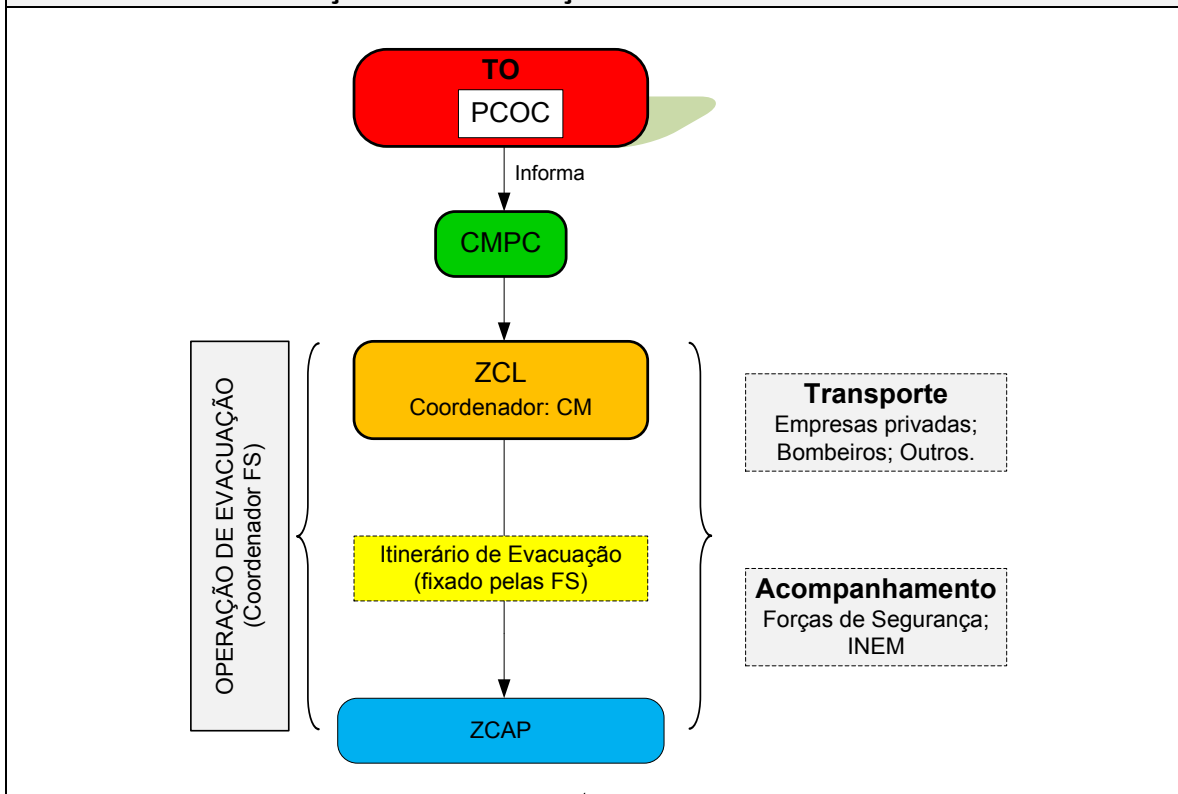 TO
PCOC
Informa
CMPC
OPERAÇÃO DE EVACUAÇÃO
(Coordenador FS)
ZCL
Coordenador: CM
Transporte
Empresas privadas;
Bombeiros; Outros.
Itinerário de Evacuação
(fixado pelas FS)
Acompanhamento
Forças de Segurança;
INEM
ZCAP